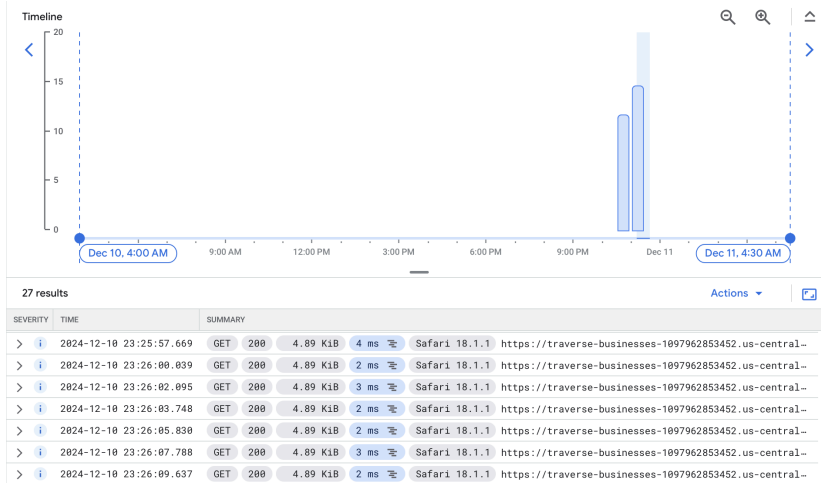 Timeline
20
15
10
5
0
Dec 10, 4:00 AM 9:00 AM 12:00 PM 3:00 PM 6:00 PM 9:00 PM Dec 11 Dec 11, 4:30 AM
27 results Actions
SEVERITY TIME SUMMARY
i 2024-12-10 23:25:57.669 GET 200 4.89 KiB 4 ms Safari 18.1.1 https://traverse-businesses-1097962853452.us-central…
i 2024-12-10 23:26:00.039 GET 200 4.89 KiB 2 ms Safari 18.1.1 https://traverse-businesses-1097962853452.us-central…
i 2024-12-10 23:26:02.095 GET 200 4.89 KiB 3 ms Safari 18.1.1 https://traverse-businesses-1097962853452.us-central…
i 2024-12-10 23:26:03.748 GET 200 4.89 KiB 2 ms Safari 18.1.1 https://traverse-businesses-1097962853452.us-central…
i 2024-12-10 23:26:05.830 GET 200 4.89 KiB 2 ms Safari 18.1.1 https://traverse-businesses-1097962853452.us-central…
i 2024-12-10 23:26:07.788 GET 200 4.89 KiB 3 ms Safari 18.1.1 https://traverse-businesses-1097962853452.us-central…
i 2024-12-10 23:26:09.637 GET 200 4.89 KiB 2 ms Safari 18.1.1 https://traverse-businesses-1097962853452.us-central…